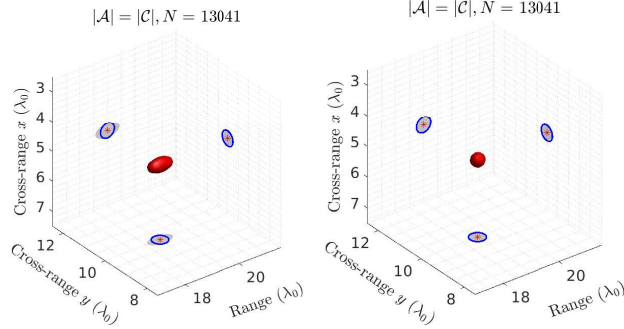 |𝒜| = |𝒞|, N = 13041
3
4
5
6
7
Cross-range x (λ₀)
12
10
8
Cross-range y (λ₀)
18
20
Range (λ₀)
|𝒜| = |𝒞|, N = 13041
3
4
5
6
7
Cross-range x (λ₀)
12
10
8
Cross-range y (λ₀)
18
20
Range (λ₀)